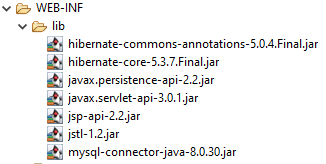 WEB-INF
lib
hibernate-commons-annotations-5.0.4.Final.jar
hibernate-core-5.3.7.Final.jar
javax.persistence-api-2.2.jar
javax.servlet-api-3.0.1.jar
jsp-api-2.2.jar
jstl-1.2.jar
mysql-connector-java-8.0.30.jar